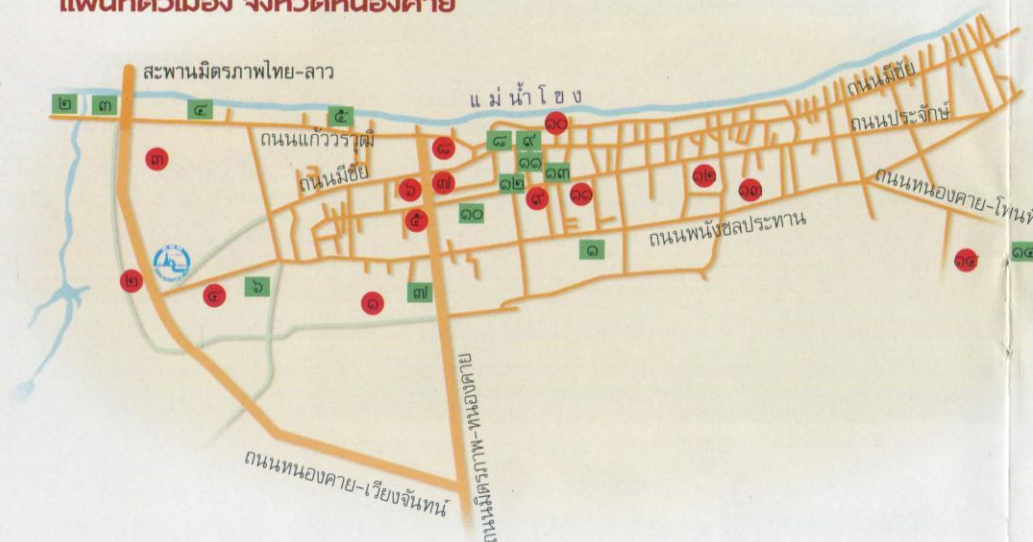 แผนที่ตัวเมือง จังหวัดหนองคาย
สะพานมิตรภาพไทย-ลาว
แม่น้ำโขง
ถนนมีชัย
ถนนประจักษ์
ถนนแก้ววรวุฒิ
ถนนมีชัย
ถนนหนองคาย-โพนพิ
ถนนพนังชลประทาน
ถนนมิตรภาพ-หนองคาย
ถนนหนองคาย-เวียงจันทน์
๒ ๓ ๔ ๕
๘ ๙ ๑๐
๓ ๘ ๑๑ ๑๓
๖ ๗ ๑๒ ๙ ๑๑ ๑๒ ๑๓
๕ ๑๐
๑ ๑๔ ๑๔
๒ ๔ ๖ ๑ ๗